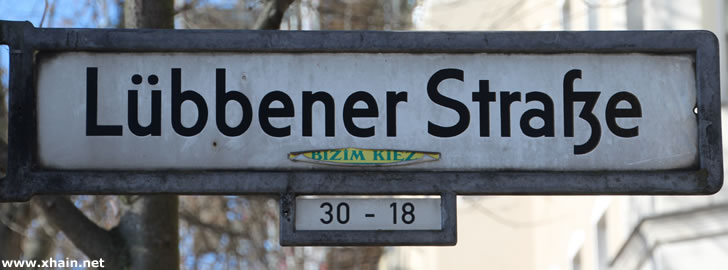 Lübbener Straße
BIZIM KIEZ
30 - 18
www.xhain.net